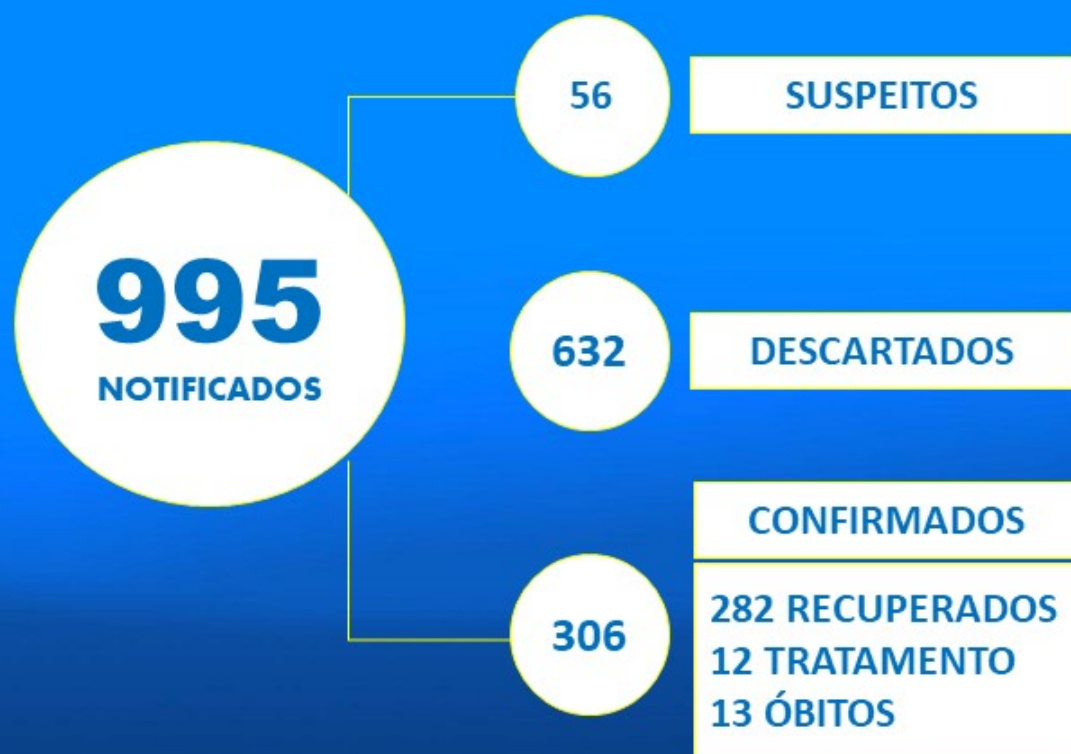 995
NOTIFICADOS
56
SUSPEITOS
632
DESCARTADOS
306
CONFIRMADOS
282 RECUPERADOS
12 TRATAMENTO
13 ÓBITOS